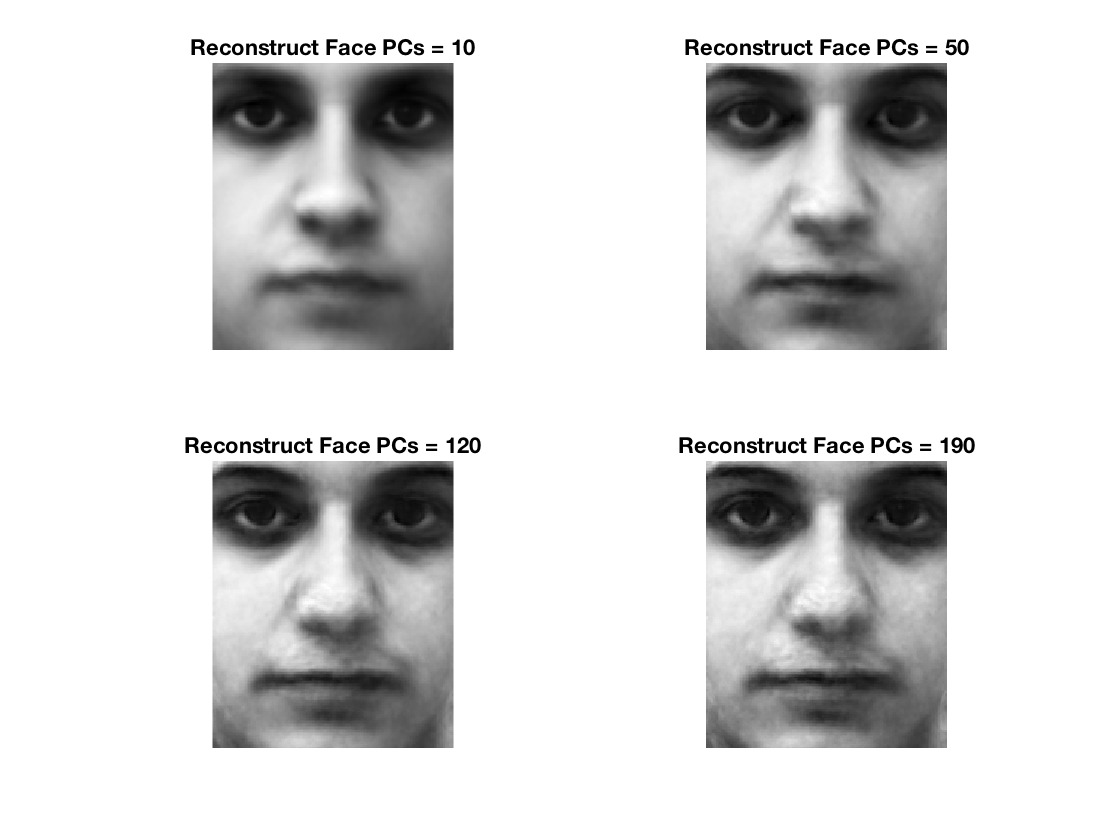 Reconstruct Face PCs = 10
Reconstruct Face PCs = 50
Reconstruct Face PCs = 120
Reconstruct Face PCs = 190